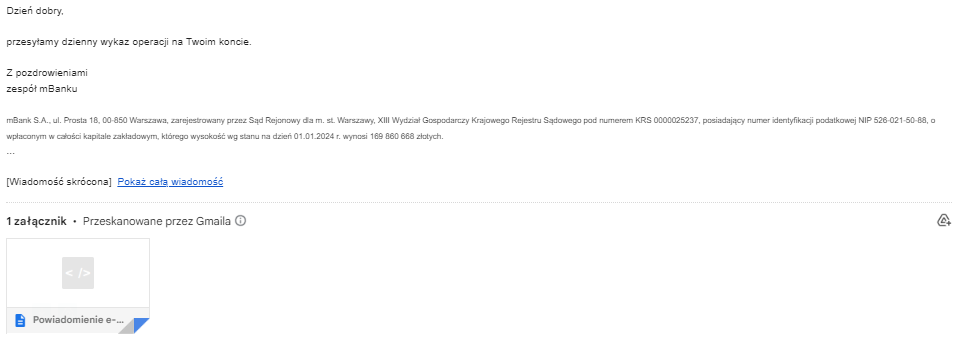 Dzień dobry,
przesyłamy dzienny wykaz operacji na Twoim koncie.
Z pozdrowieniami
zespół mBanku
mBank S.A., ul. Prosta 18, 00-850 Warszawa, zarejestrowany przez Sąd Rejonowy dla m. st. Warszawy, XIII Wydział Gospodarczy Krajowego Rejestru Sądowego pod numerem KRS 0000025237, posiadający numer identyfikacji podatkowej NIP 526-021-50-88, o
wpłaconym w całości kapitale zakładowym, którego wysokość wg stanu na dzień 01.01.2024 r. wynosi 169 860 668 złotych.
...
[Wiadomość skrócona] Pokaż całą wiadomość
1 załącznik • Przeskanowane przez Gmaila
< />
Powiadomienie e-...